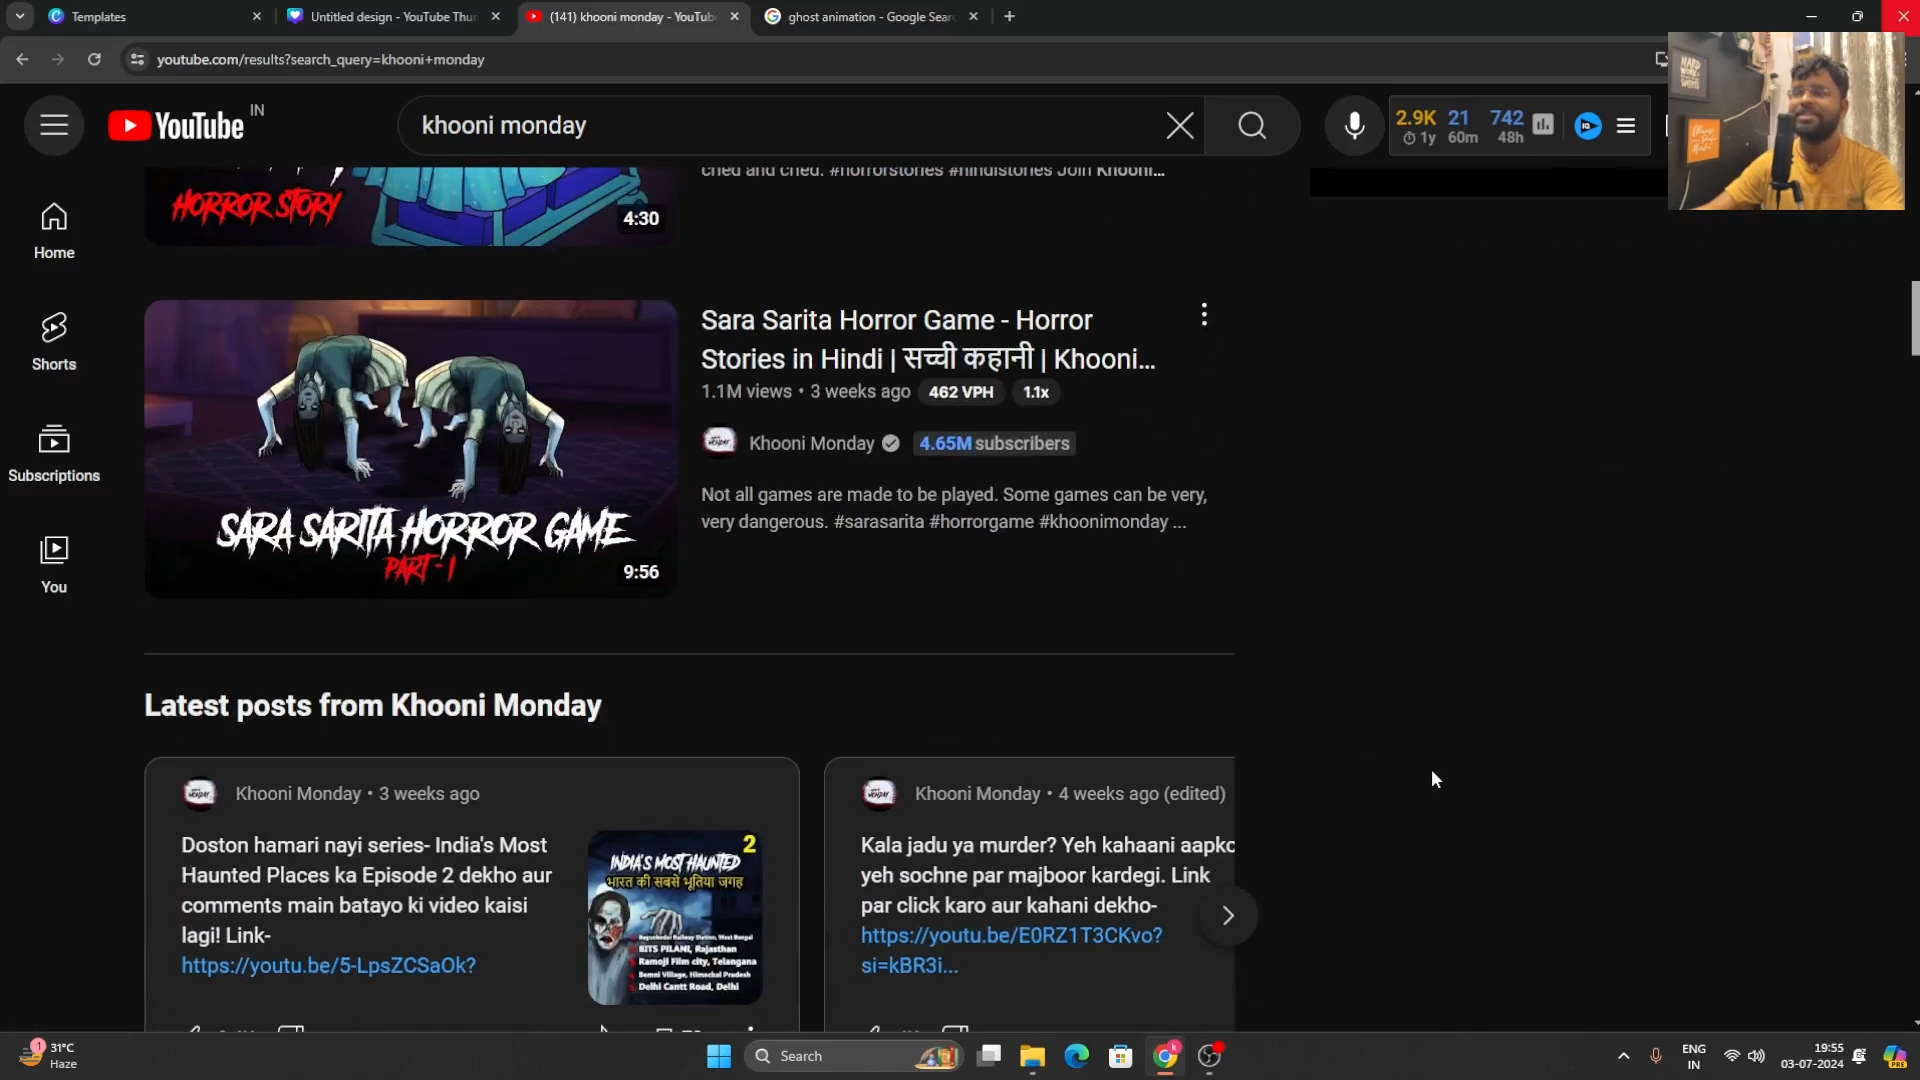 Templates
Untitled design - YouTube Thu
(141) khooni monday - YouTub
ghost animation - Google Sear
youtube.com/results?search_query=khooni+monday
YouTube IN
khooni monday
2.9K 21 742
1y 60m 48h
HARD WORK
Home
Shorts
Subscriptions
You
HORROR STORY
4:30
cried and cried. #horrorstories #hindistories Join Khooni...
SARA SARITA HORROR GAME
PART - 1
9:56
Sara Sarita Horror Game - Horror
Stories in Hindi | सच्ची कहानी | Khooni...
1.1M views • 3 weeks ago 462 VPH 1.1x
Khooni Monday 4.65M subscribers
Not all games are made to be played. Some games can be very,
very dangerous. #sarasarita #horrorgame #khoonimonday ...
Latest posts from Khooni Monday
Khooni Monday • 3 weeks ago
Doston hamari nayi series- India's Most
Haunted Places ka Episode 2 dekho aur
comments main batayo ki video kaisi
lagi! Link-
https://youtu.be/5-LpsZCSaOk?
2
INDIA'S MOST HAUNTED
भारत की सबसे भूतिया जगह
Begunkodar Railway Station, West Bengal
BITS PILANI, Rajasthan
Ramoji Film city, Telangana
Bemni Village, Himachal Pradesh
Delhi Cantt Road, Delhi
Khooni Monday • 4 weeks ago (edited)
Kala jadu ya murder? Yeh kahaani aapko
yeh sochne par majboor kardegi. Link
par click karo aur kahani dekho-
https://youtu.be/E0RZ1T3CKvo?
si=kBR3i...
1
31°C
Haze
Search
ENG
IN
19:55
03-07-2024